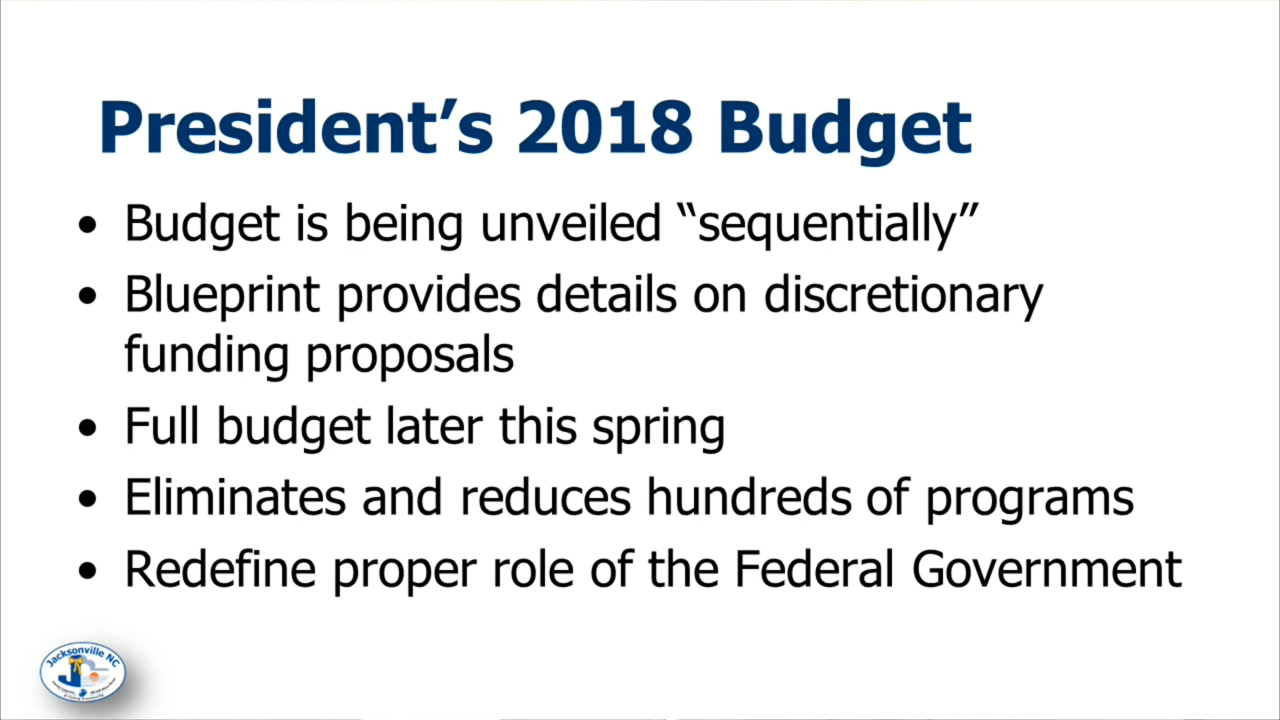 President’s 2018 Budget
• Budget is being unveiled “sequentially”
• Blueprint provides details on discretionary
funding proposals
• Full budget later this spring
• Eliminates and reduces hundreds of programs
• Redefine proper role of the Federal Government
Jacksonville NC